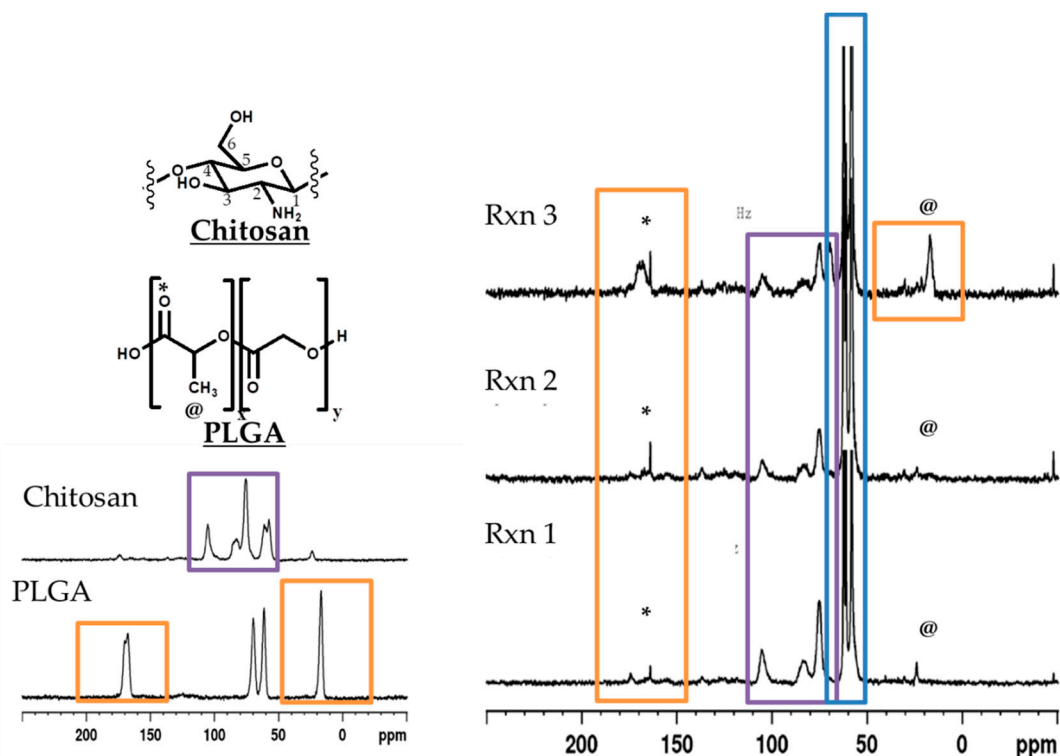 OH
6
5
4
O
O
HO
3
2
1
NH₂
Chitosan
*
O
HO
O
CH₃
@
x
O
O
H
y
PLGA
Chitosan
PLGA
200 150 100 50 0 ppm
Rxn 3
*
Hz
@
Rxn 2
*
@
Rxn 1
*
z
@
200 150 100 50 0 ppm